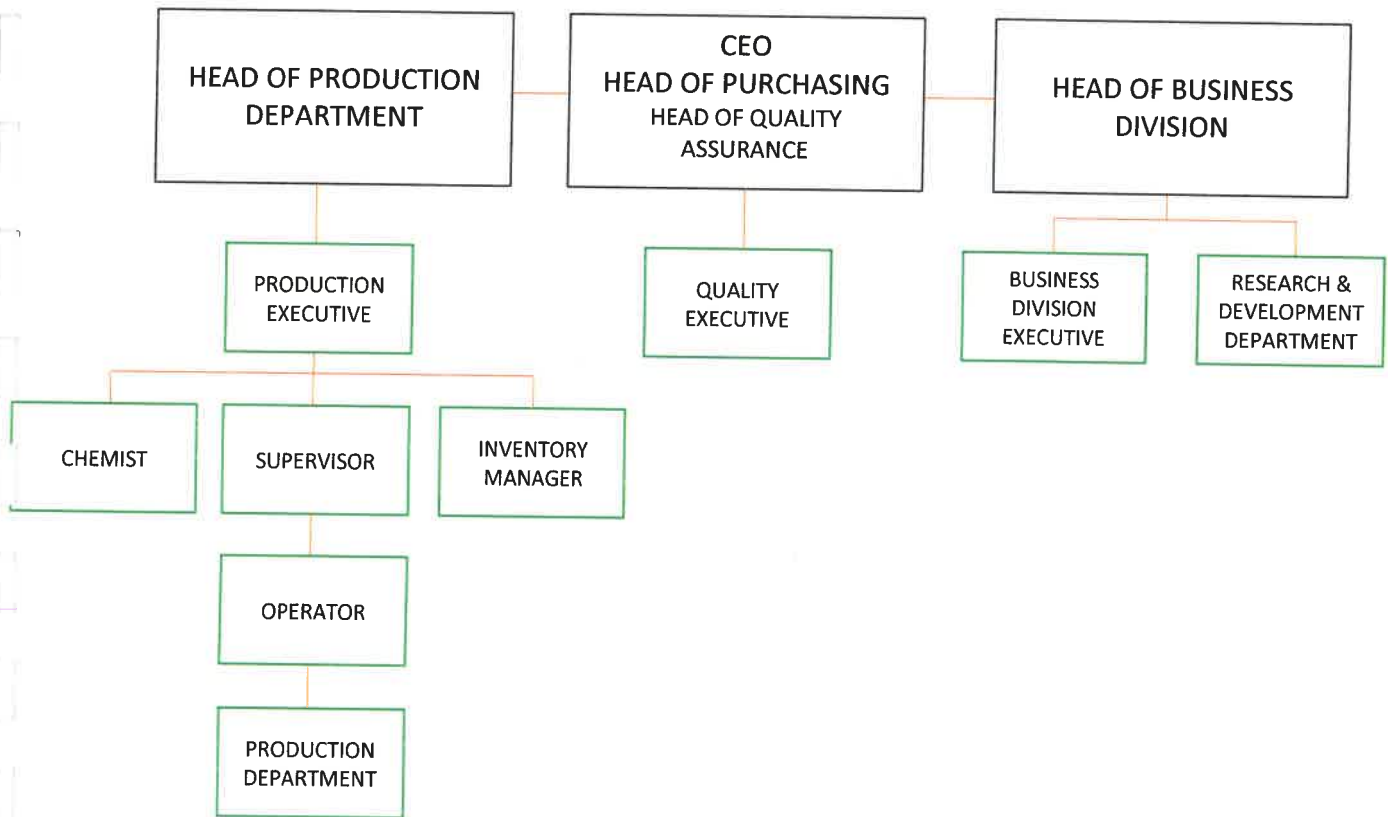 HEAD OF PRODUCTION
DEPARTMENT
CEO
HEAD OF PURCHASING
HEAD OF QUALITY
ASSURANCE
HEAD OF BUSINESS
DIVISION
PRODUCTION
EXECUTIVE
QUALITY
EXECUTIVE
BUSINESS
DIVISION
EXECUTIVE
RESEARCH &
DEVELOPMENT
DEPARTMENT
CHEMIST
SUPERVISOR
INVENTORY
MANAGER
OPERATOR
PRODUCTION
DEPARTMENT